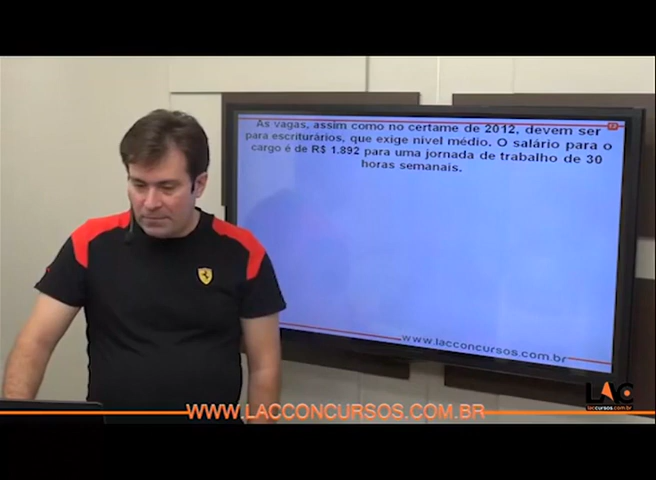 As vagas, assim como no certame de 2012, devem ser
para escriturários, que exige nível médio. O salário para o
cargo é de R$ 1.892 para uma jornada de trabalho de 30
horas semanais.
www.lacconcursos.com.br
LAC
laccursos.com.br
WWW.LACCONCURSOS.COM.BR